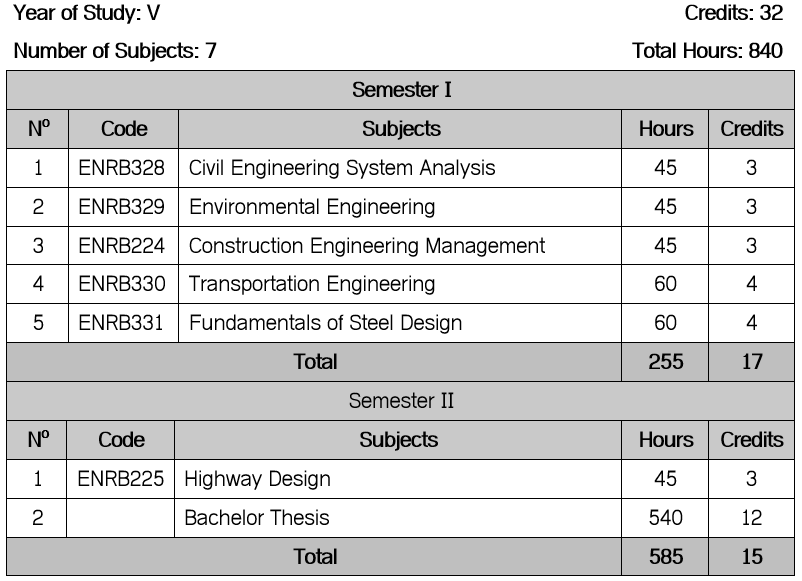 Year of Study: V Credits: 32
Number of Subjects: 7 Total Hours: 840
Semester I
Nº Code Subjects Hours Credits
1 ENRB328 Civil Engineering System Analysis 45 3
2 ENRB329 Environmental Engineering 45 3
3 ENRB224 Construction Engineering Management 45 3
4 ENRB330 Transportation Engineering 60 4
5 ENRB331 Fundamentals of Steel Design 60 4
Total 255 17
Semester II
Nº Code Subjects Hours Credits
1 ENRB225 Highway Design 45 3
2 Bachelor Thesis 540 12
Total 585 15